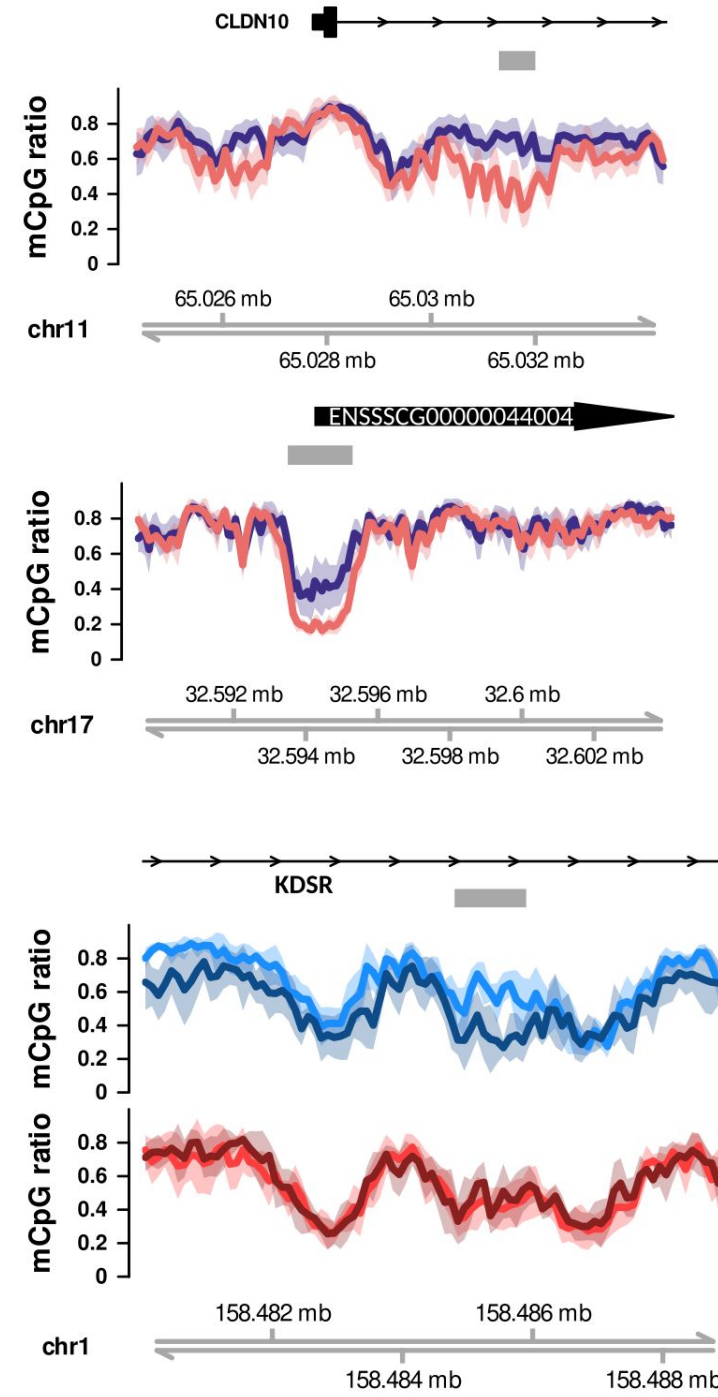 CLDN10
mCpG ratio
0.8
0.6
0.4
0.2
0
65.026 mb 65.03 mb
chr11
65.028 mb 65.032 mb
ENSSSCG00000044004
mCpG ratio
0.8
0.6
0.4
0.2
0
32.592 mb 32.596 mb 32.6 mb
chr17
32.594 mb 32.598 mb 32.602 mb
KDSR
mCpG ratio
0.8
0.6
0.4
0.2
0
mCpG ratio
0.8
0.6
0.4
0.2
0
158.482 mb 158.486 mb
chr1
158.484 mb 158.488 mb